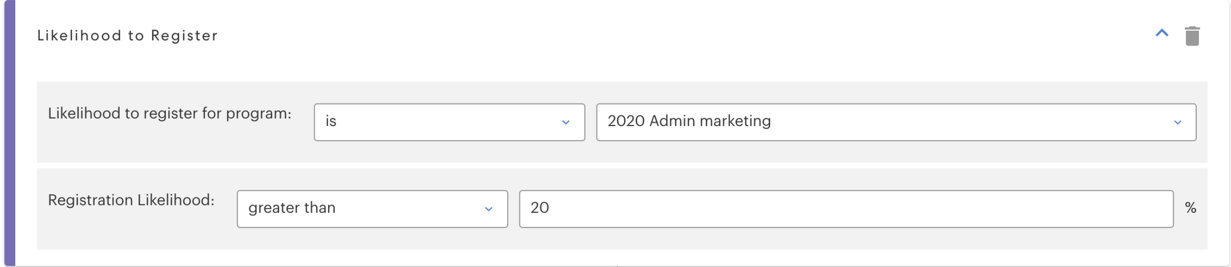 Likelihood to Register
Likelihood to register for program: is 2020 Admin marketing
Registration Likelihood: greater than 20 %